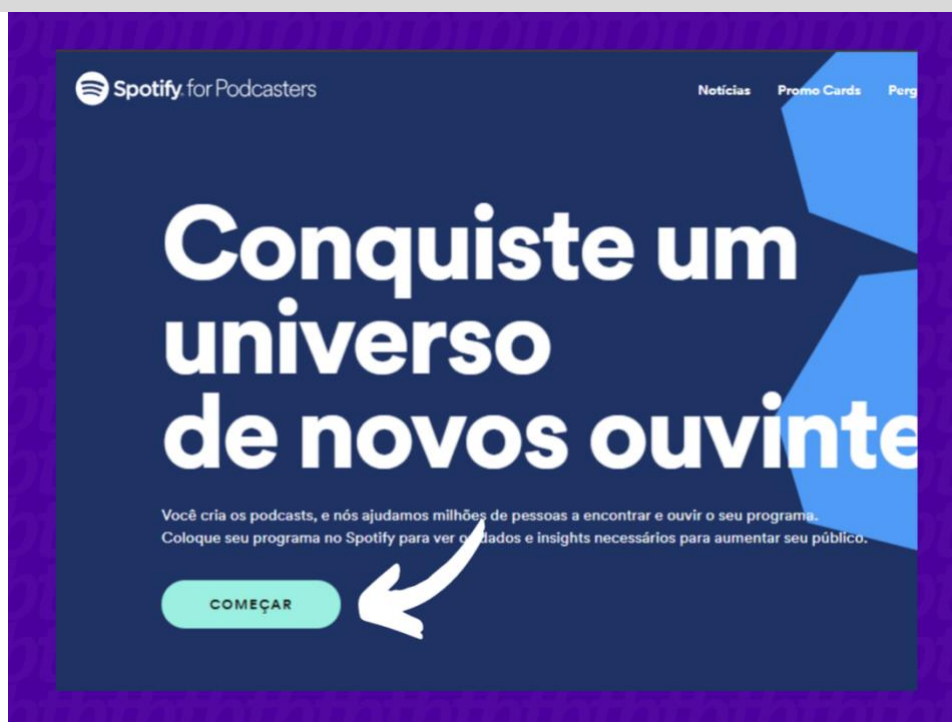 Spotify for Podcasters
Notícias Promo Cards Perg
Conquiste um
universo
de novos ouvinte
Você cria os podcasts, e nós ajudamos milhões de pessoas a encontrar e ouvir o seu programa.
Coloque seu programa no Spotify para ver dados e insights necessários para aumentar seu público.
COMEÇAR